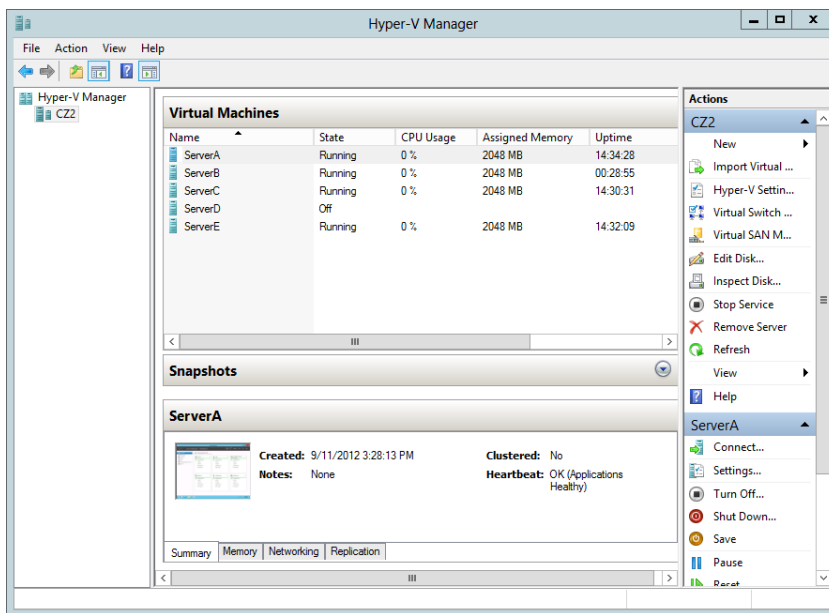 Hyper-V Manager
File Action View Help
Hyper-V Manager
CZ2
Virtual Machines
Name State CPU Usage Assigned Memory Uptime
ServerA Running 0 % 2048 MB 14:34:28
ServerB Running 0 % 2048 MB 00:28:55
ServerC Running 0 % 2048 MB 14:30:31
ServerD Off
ServerE Running 0 % 2048 MB 14:32:09
Snapshots
ServerA
Created: 9/11/2012 3:28:13 PM Clustered: No
Notes: None Heartbeat: OK (Applications
Healthy)
Summary Memory Networking Replication
Actions
CZ2
New
Import Virtual ...
Hyper-V Settin...
Virtual Switch ...
Virtual SAN M...
Edit Disk...
Inspect Disk...
Stop Service
Remove Server
Refresh
View
Help
ServerA
Connect...
Settings...
Turn Off...
Shut Down...
Save
Pause
Reset